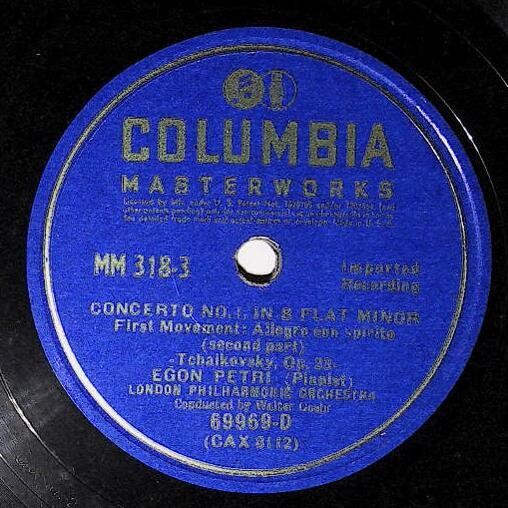 COLUMBIA
MASTERWORKS
MM 318-3
Imported
Recording
CONCERTO NO. 1, IN B FLAT MINOR
First Movement: Allegro con spirito
(second part)
-Tchaikovsky, Op. 23-
EGON PETRI (Pianist)
LONDON PHILHARMONIC ORCHESTRA
Conducted by Walter Goehr
69969-D
(CAX 8112)